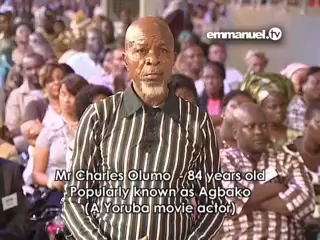 emmanuel.tv
Mr Charles Olumo - 84 years old
Popularly known as Agbako
(A Yoruba movie actor)